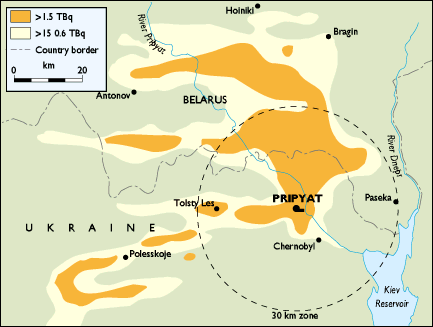 >1.5 TBq
>15 0.6 TBq
Country border
km
0 20
Hoiniki
Bragin
River Pripyat
Antonov
BELARUS
River Dnepr
PRIPYAT
Paseka
Tolsty Les
UKRAINE
Chernobyl
Polesskoje
Kiev
Reservoir
30 km zone